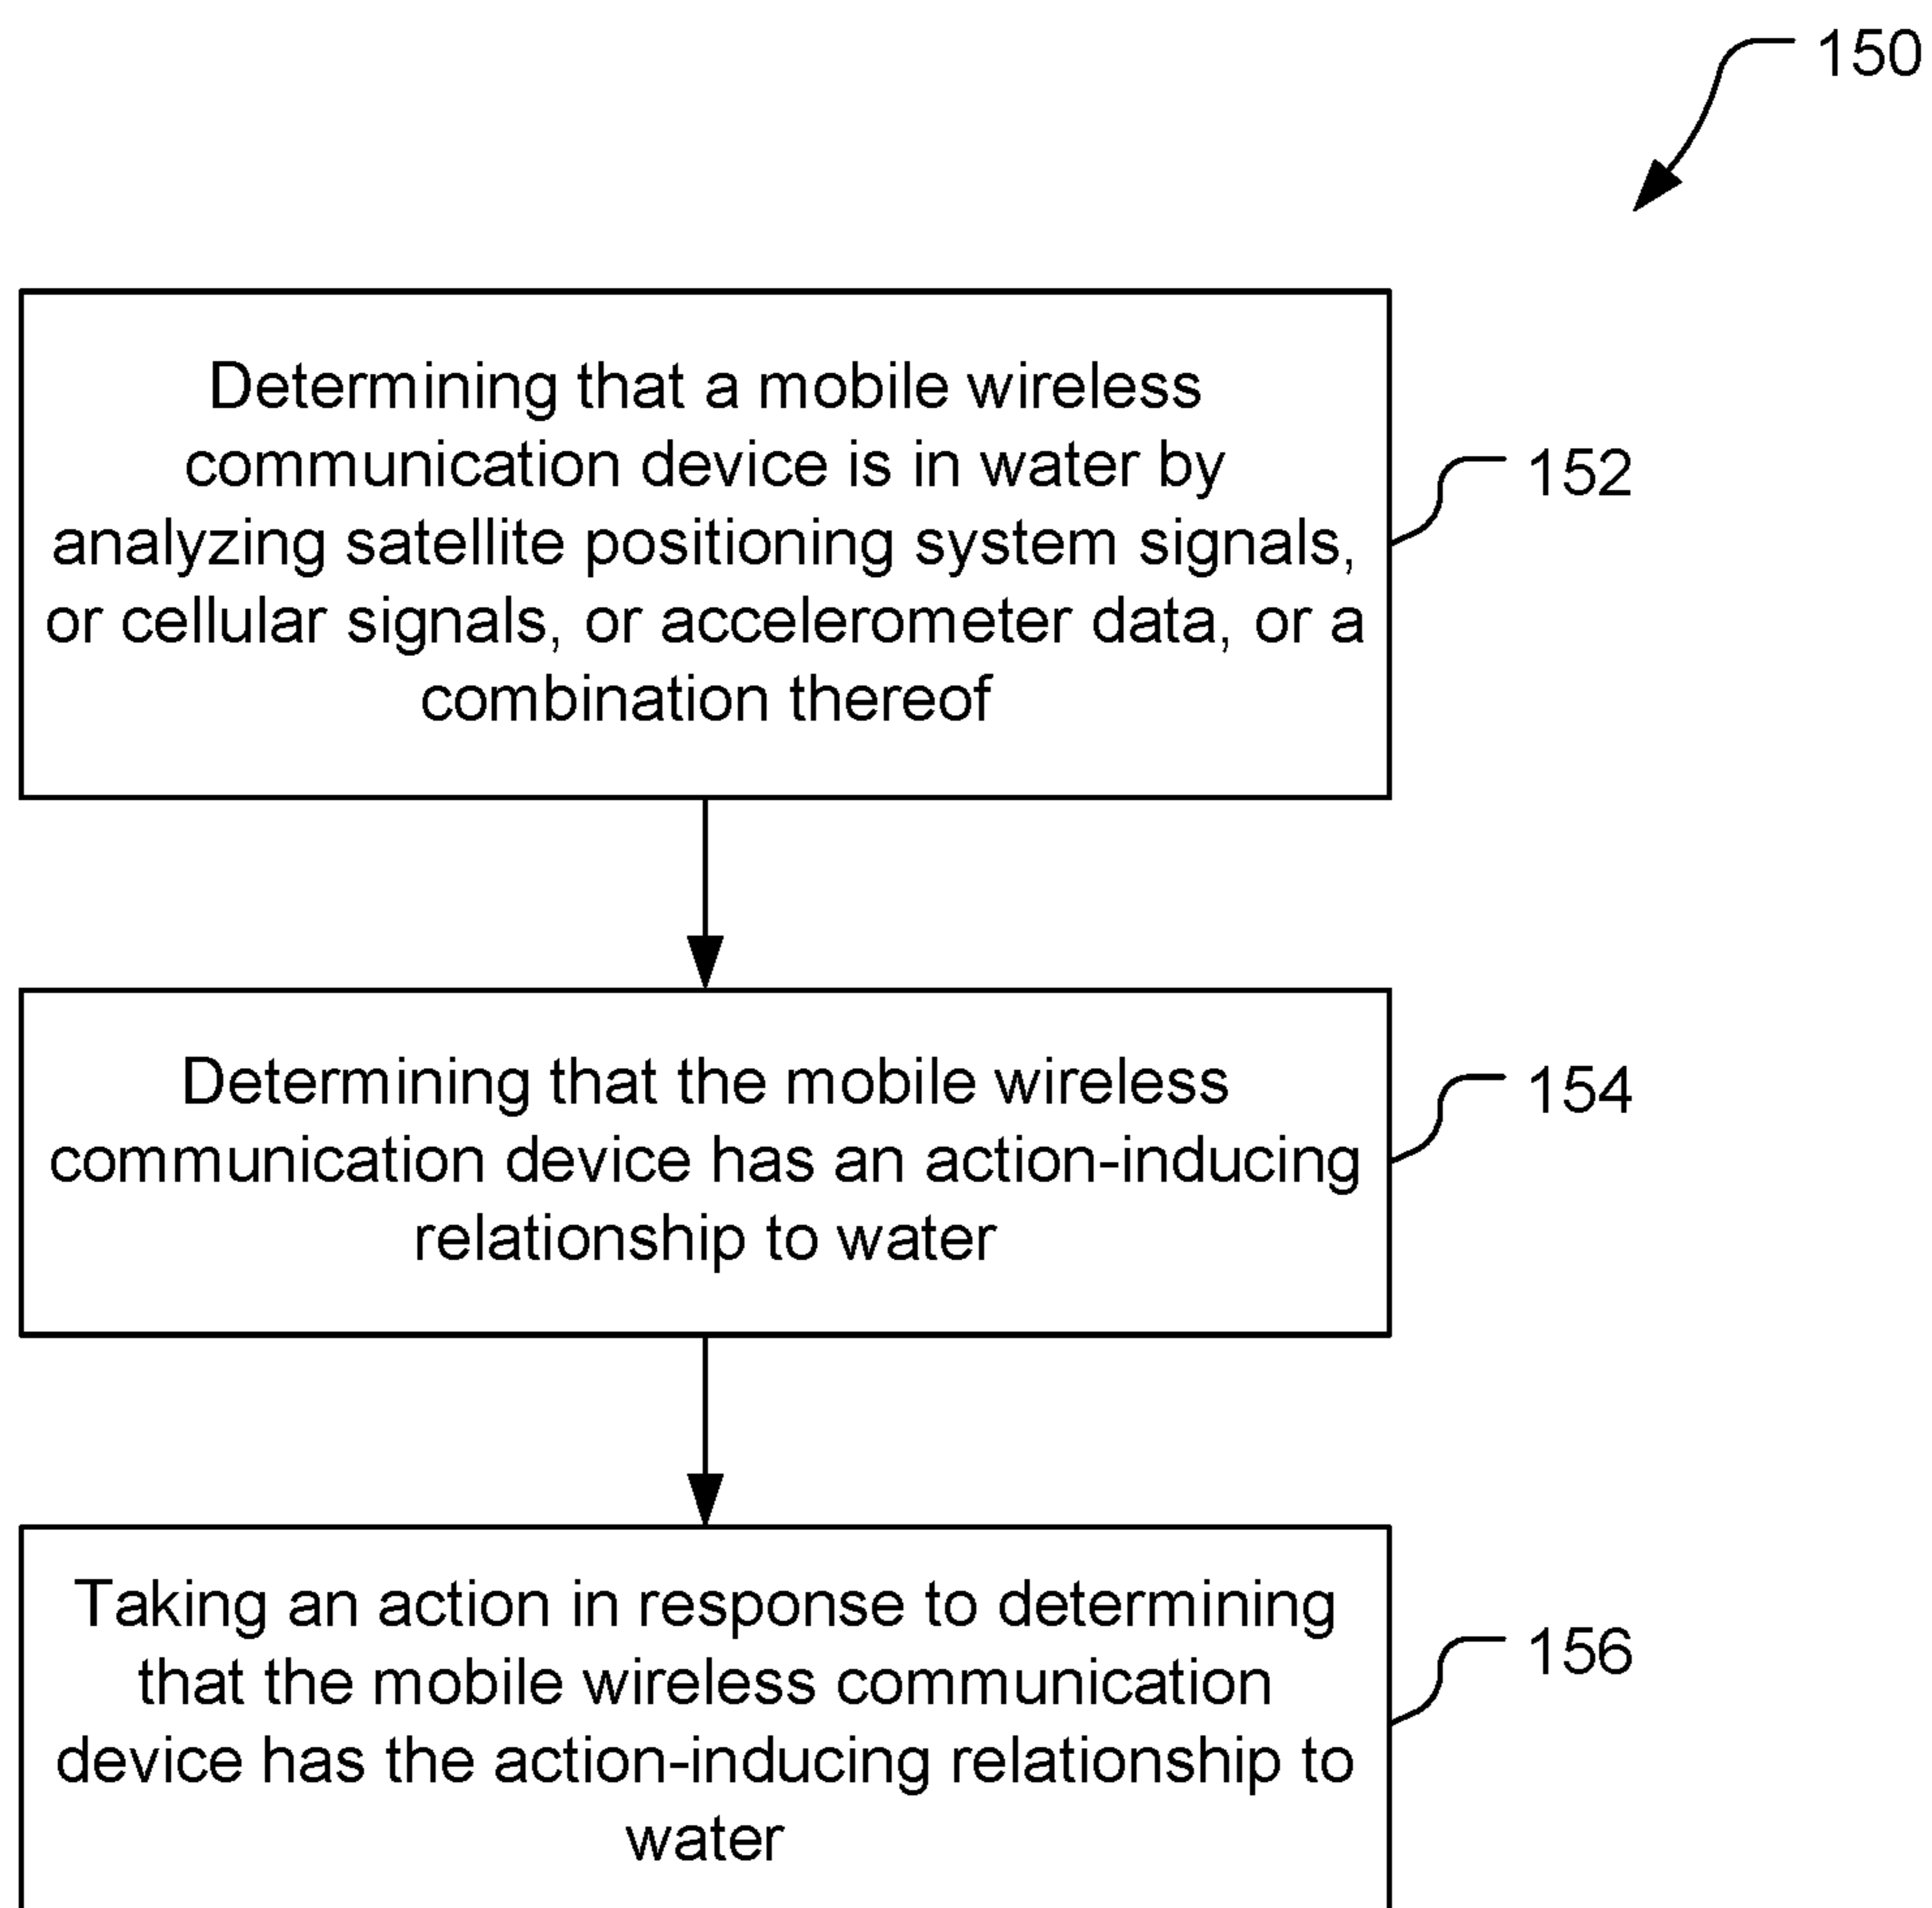 150
Determining that a mobile wireless
communication device is in water by
analyzing satellite positioning system signals,
or cellular signals, or accelerometer data, or a
combination thereof
152
Determining that the mobile wireless
communication device has an action-inducing
relationship to water
154
Taking an action in response to determining
that the mobile wireless communication
device has the action-inducing relationship to
water
156